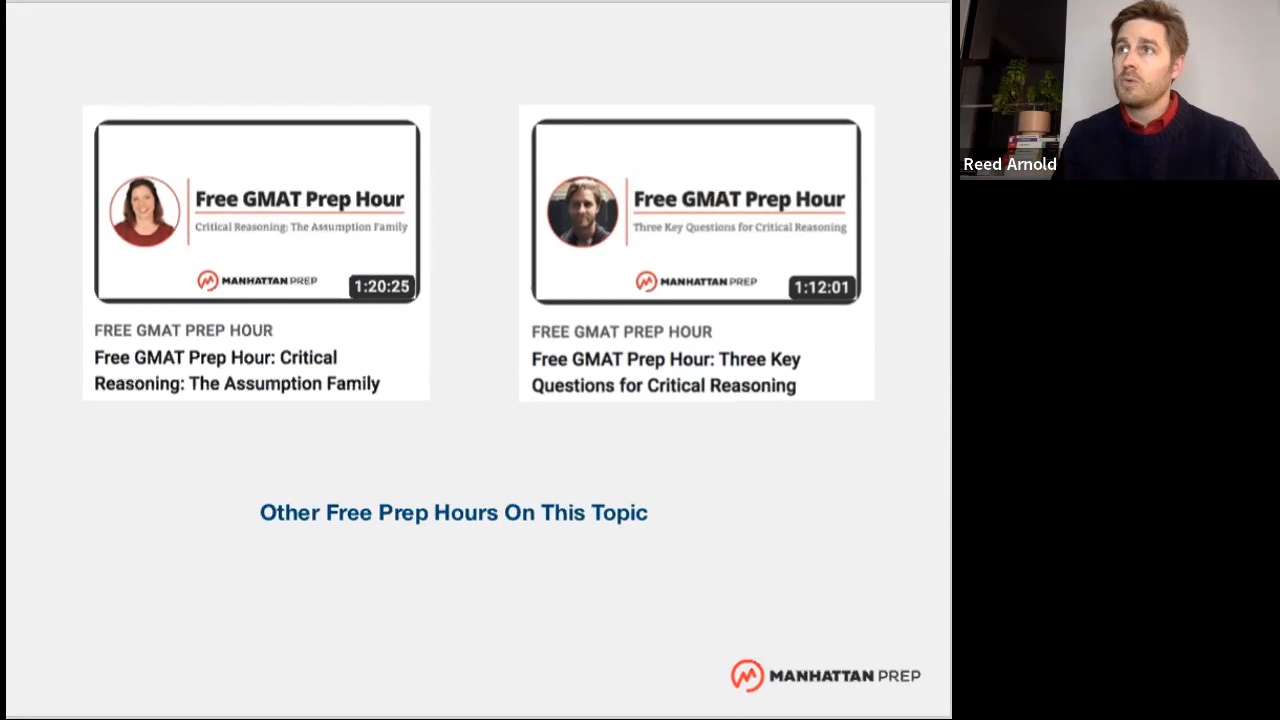 Free GMAT Prep Hour
Critical Reasoning: The Assumption Family
MANHATTAN PREP
1:20:25
FREE GMAT PREP HOUR
Free GMAT Prep Hour: Critical
Reasoning: The Assumption Family
Free GMAT Prep Hour
Three Key Questions for Critical Reasoning
MANHATTAN PREP
1:12:01
FREE GMAT PREP HOUR
Free GMAT Prep Hour: Three Key
Questions for Critical Reasoning
Other Free Prep Hours On This Topic
MANHATTAN PREP
Reed Arnold